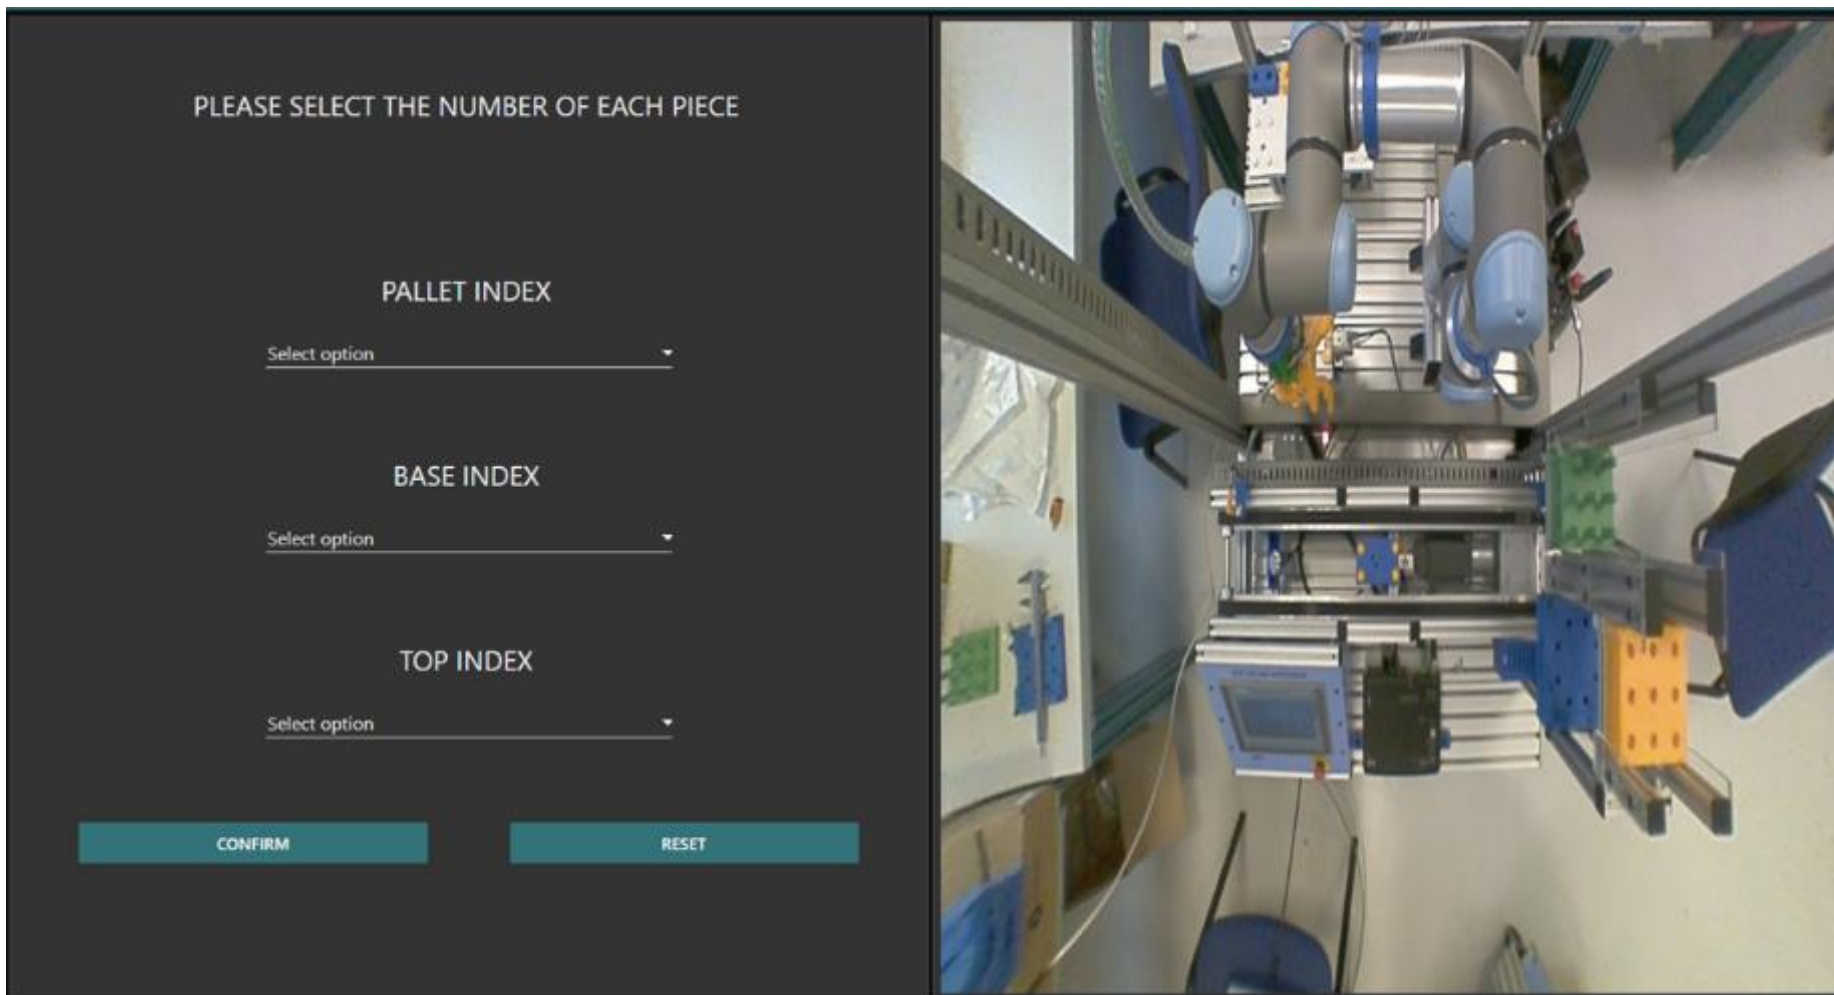 PLEASE SELECT THE NUMBER OF EACH PIECE
PALLET INDEX
Select option
BASE INDEX
Select option
TOP INDEX
Select option
CONFIRM
RESET